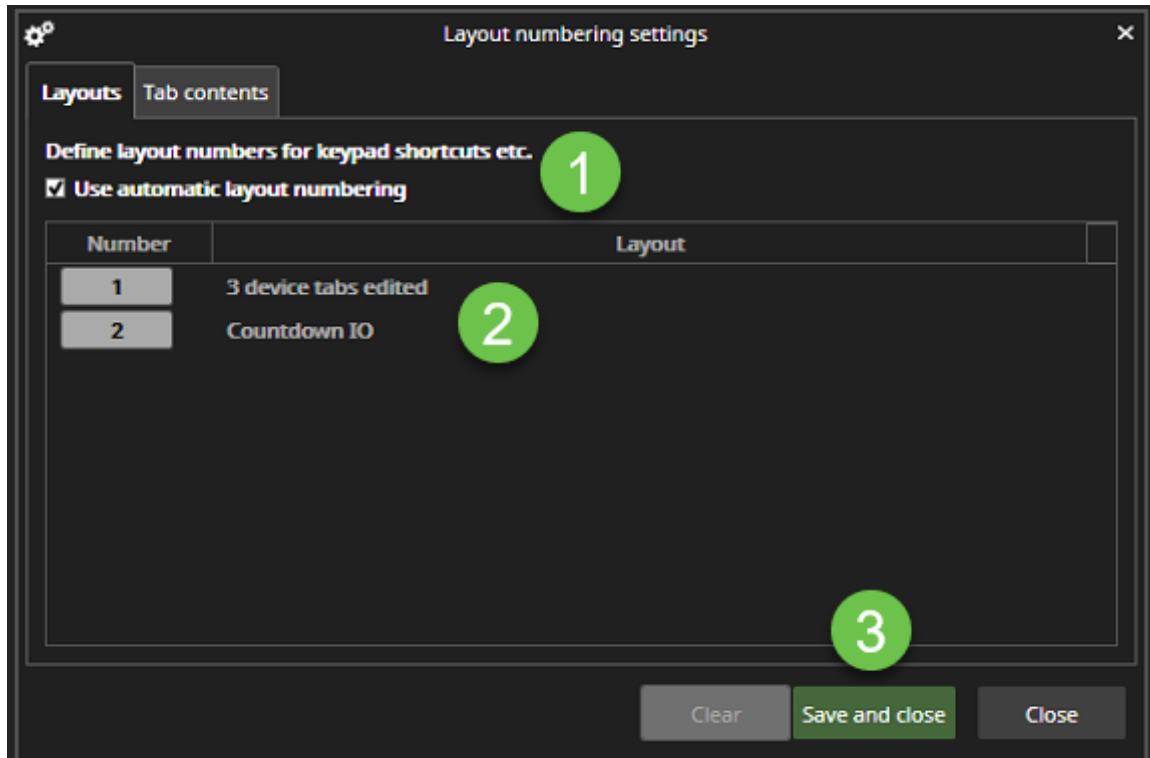 Layout numbering settings
Layouts Tab contents
Define layout numbers for keypad shortcuts etc.
1
Use automatic layout numbering
Number Layout
1 3 device tabs edited
2
2 Countdown IO
3
Clear Save and close Close